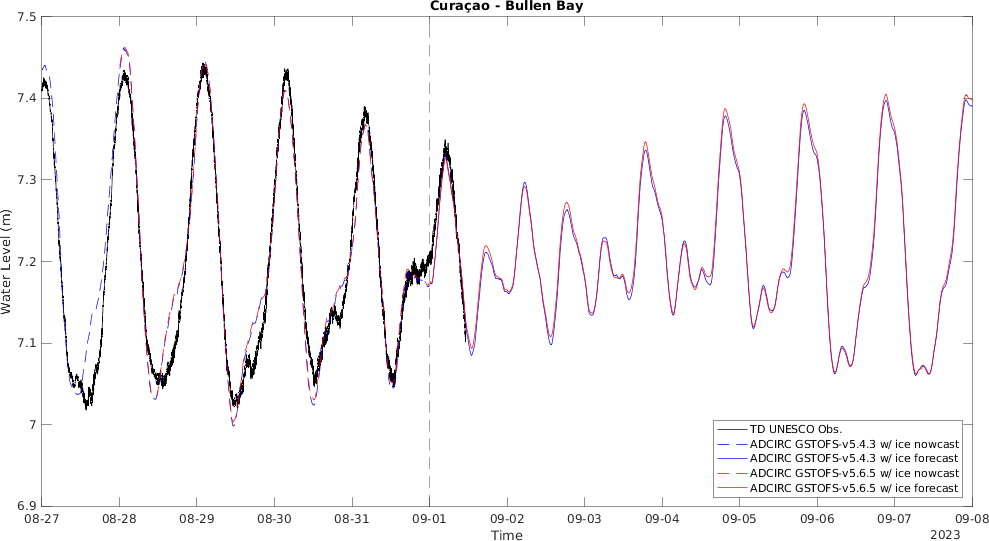 Curaçao - Bullen Bay
7.5
7.4
7.3
7.2
7.1
7
6.9
Water Level (m)
08-27 08-28 08-29 08-30 08-31 09-01 09-02 09-03 09-04 09-05 09-06 09-07 09-08
Time
2023
TD UNESCO Obs.
ADCIRC GSTOFS-v5.4.3 w/ ice nowcast
ADCIRC GSTOFS-v5.4.3 w/ ice forecast
ADCIRC GSTOFS-v5.6.5 w/ ice nowcast
ADCIRC GSTOFS-v5.6.5 w/ ice forecast